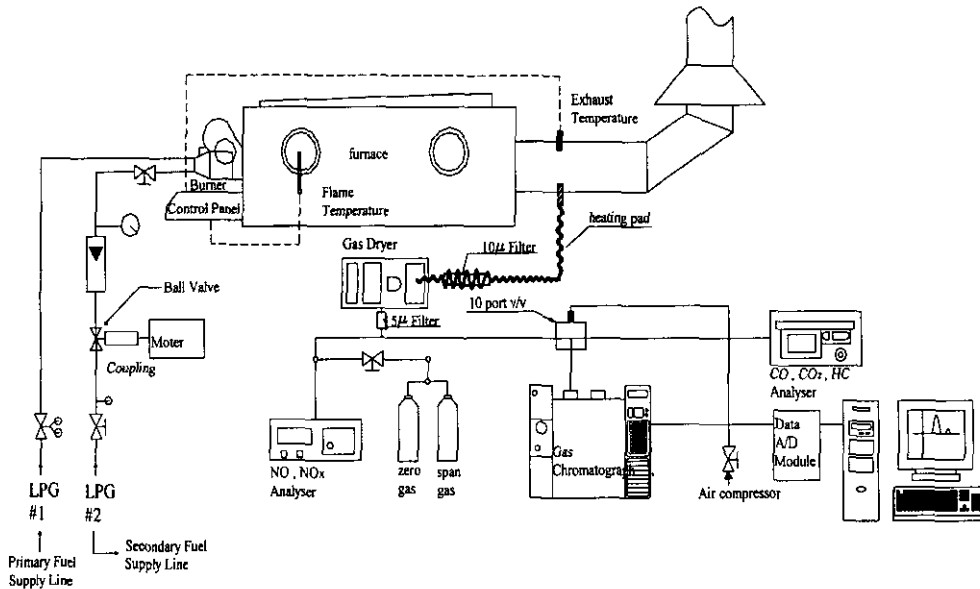 Exhaust
Temperature
furnace
Burner
Control Panel
Flame
Temperature
heating pad
Gas Dryer
10μ Filter
Ball Valve
10 port v/v
5μ Filter
Moter
Coupling
CO , CO₂, HC
Analyser
Data
A/D
Module
Gas
Chromatograph
NO , NOx
Analyser
zero
gas
span
gas
Air compressor
LPG
#1
LPG
#2
Primary Fuel
Supply Line
Secondary Fuel
Supply Line